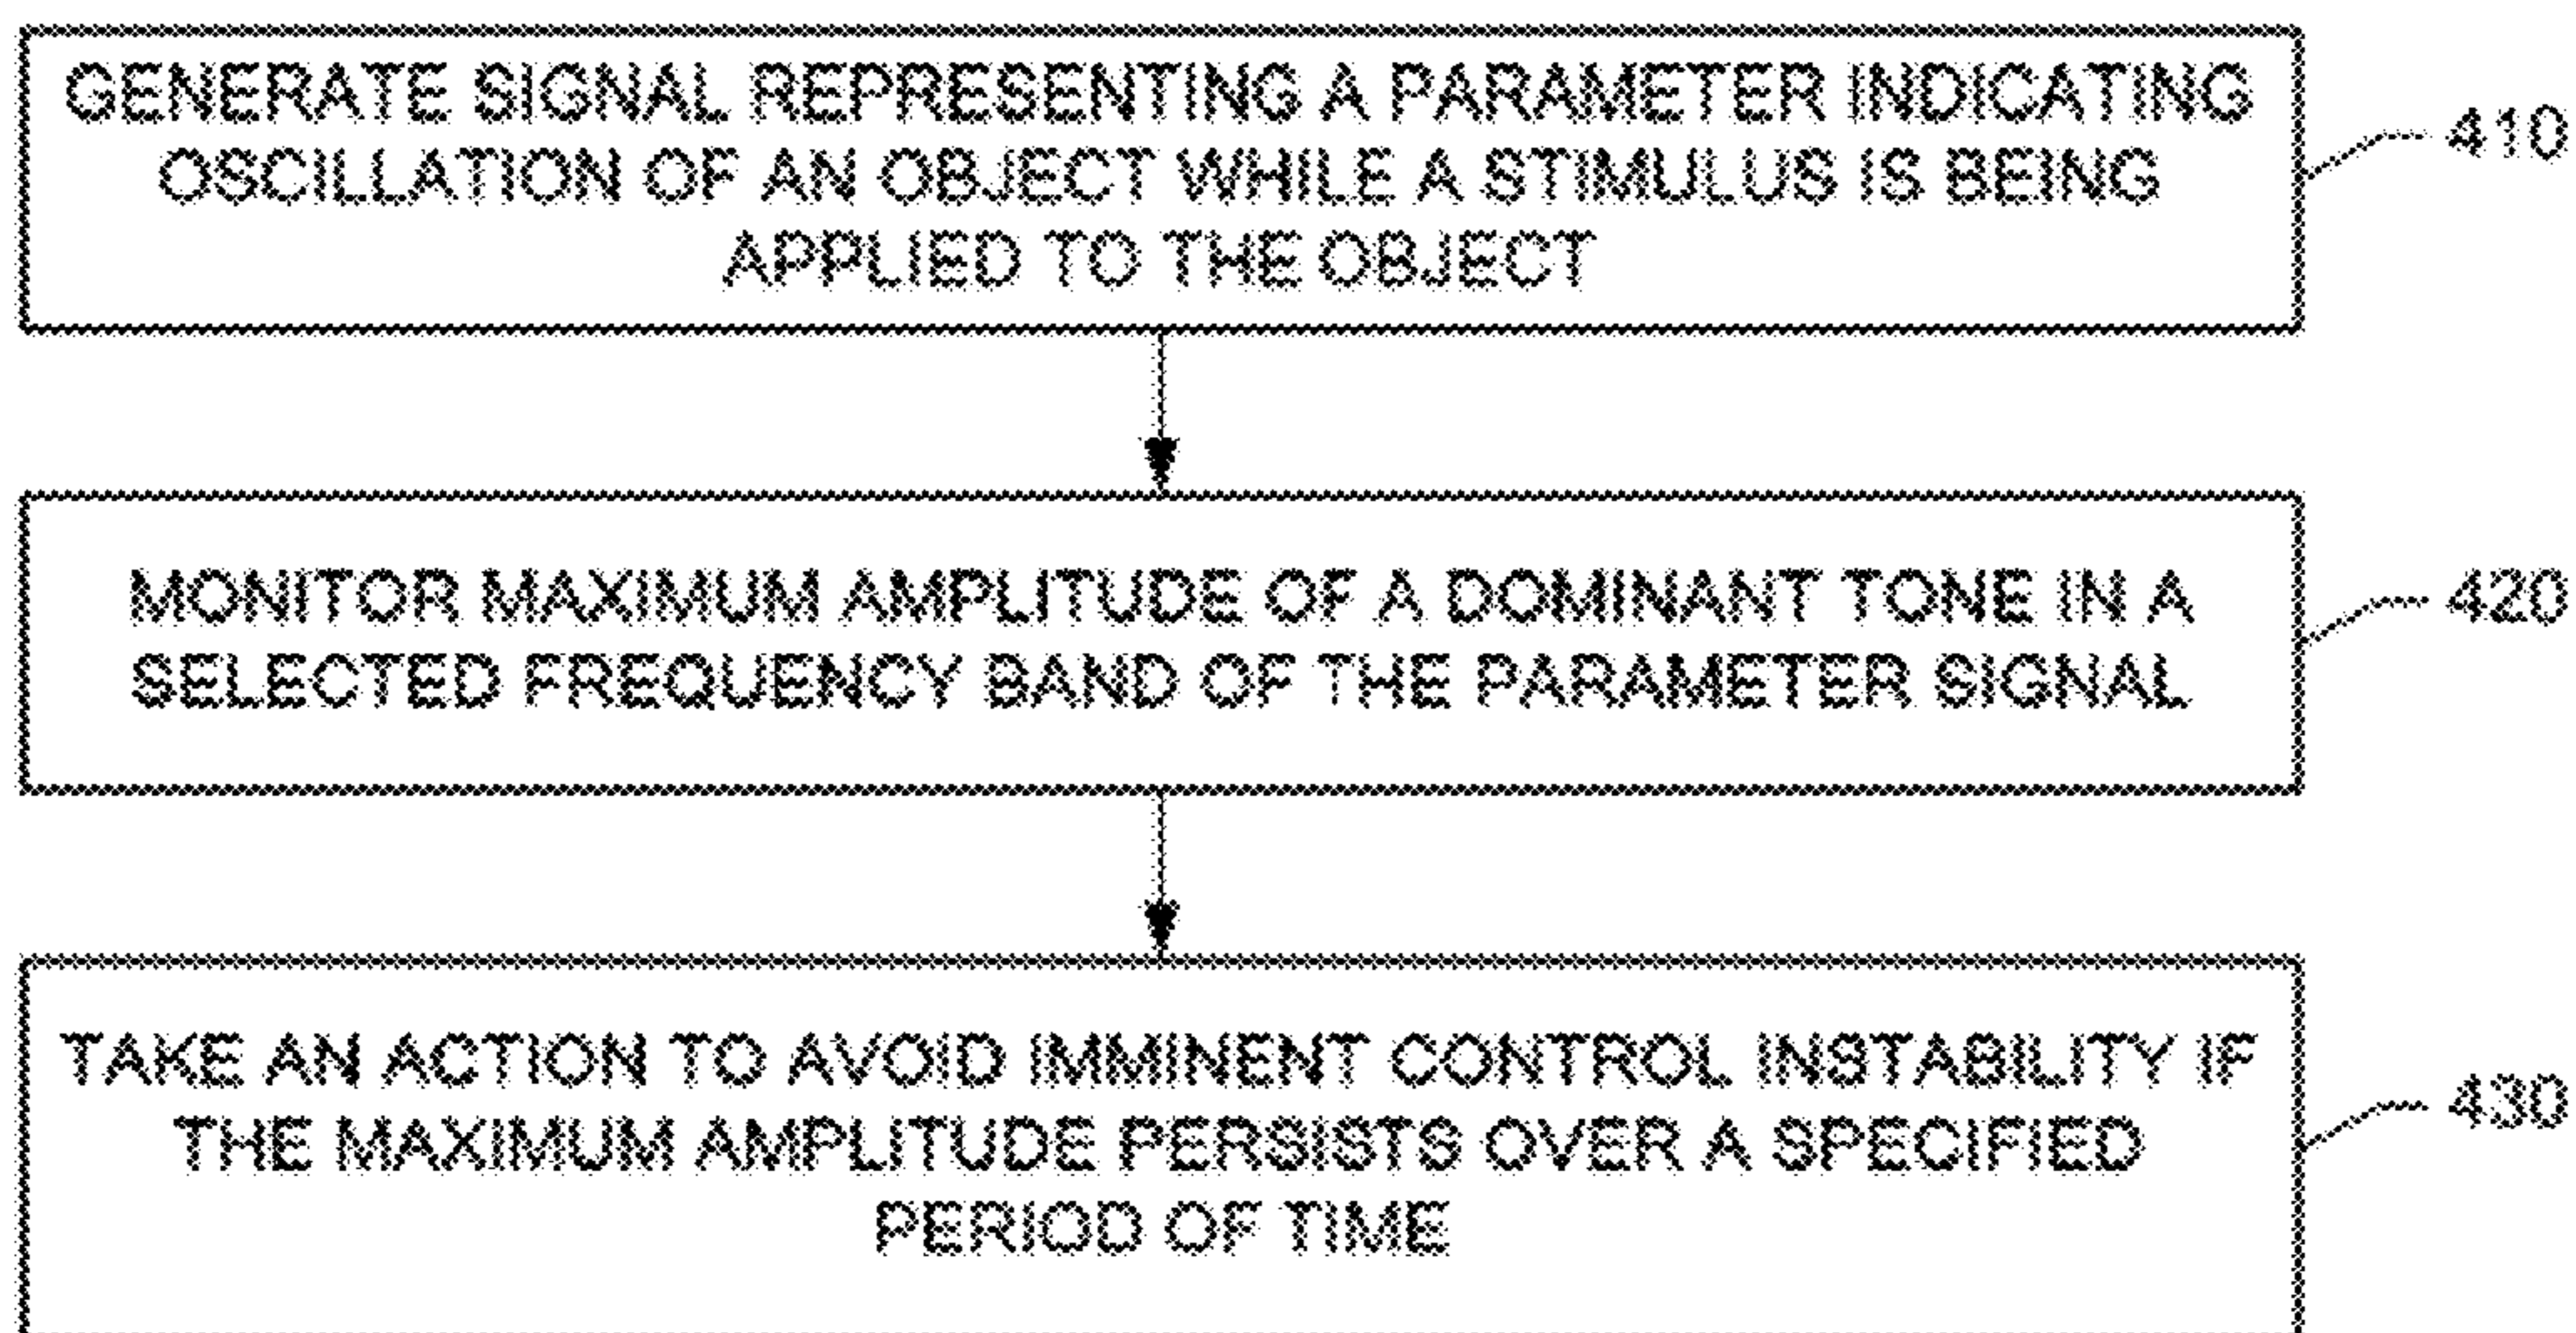 GENERATE SIGNAL REPRESENTING A PARAMETER INDICATING
OSCILLATION OF AN OBJECT WHILE A STIMULUS IS BEING
APPLIED TO THE OBJECT
410
MONITOR MAXIMUM AMPLITUDE OF A DOMINANT TONE IN A
SELECTED FREQUENCY BAND OF THE PARAMETER SIGNAL
420
TAKE AN ACTION TO AVOID IMMINENT CONTROL INSTABILITY IF
THE MAXIMUM AMPLITUDE PERSISTS OVER A SPECIFIED
PERIOD OF TIME
430